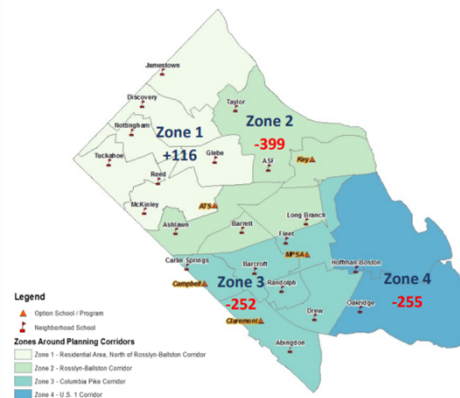 Jamestown
Discovery
Taylor
Nottingham
Zone 1
+116
Zone 2
-399
Tuckahoe
Glebe
ASF
Key
Reed
McKinley
ATS
Ashlawn
Barrett
Long Branch
Fleet
Carlin Springs
Barcroft
MPSA
Hoffman-Boston
Campbell
Zone 3
-252
Randolph
Zone 4
-255
Claremont
Drew
Oakridge
Abingdon
Legend
Option School / Program
Neighborhood School
Zones Around Planning Corridors
Zone 1 - Residential Area, North of Rosslyn-Ballston Corridor
Zone 2 - Rosslyn-Ballston Corridor
Zone 3 - Columbia Pike Corridor
Zone 4 - U.S. 1 Corridor